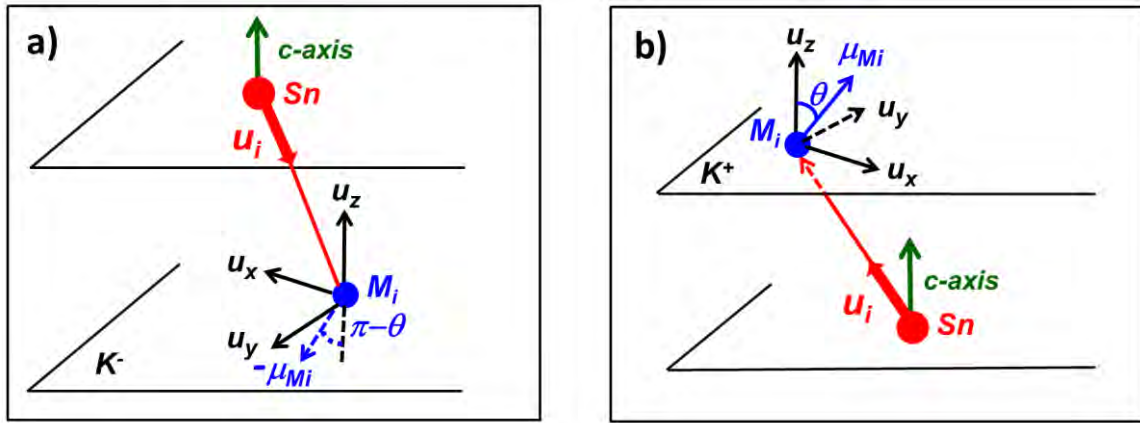 a)
c-axis
Sn
u_i
u_z
u_x
M_i
u_y
π−θ
-μ_Mi
K⁻
b)
u_z
μ_Mi
θ
u_y
M_i
u_x
K⁺
c-axis
u_i
Sn